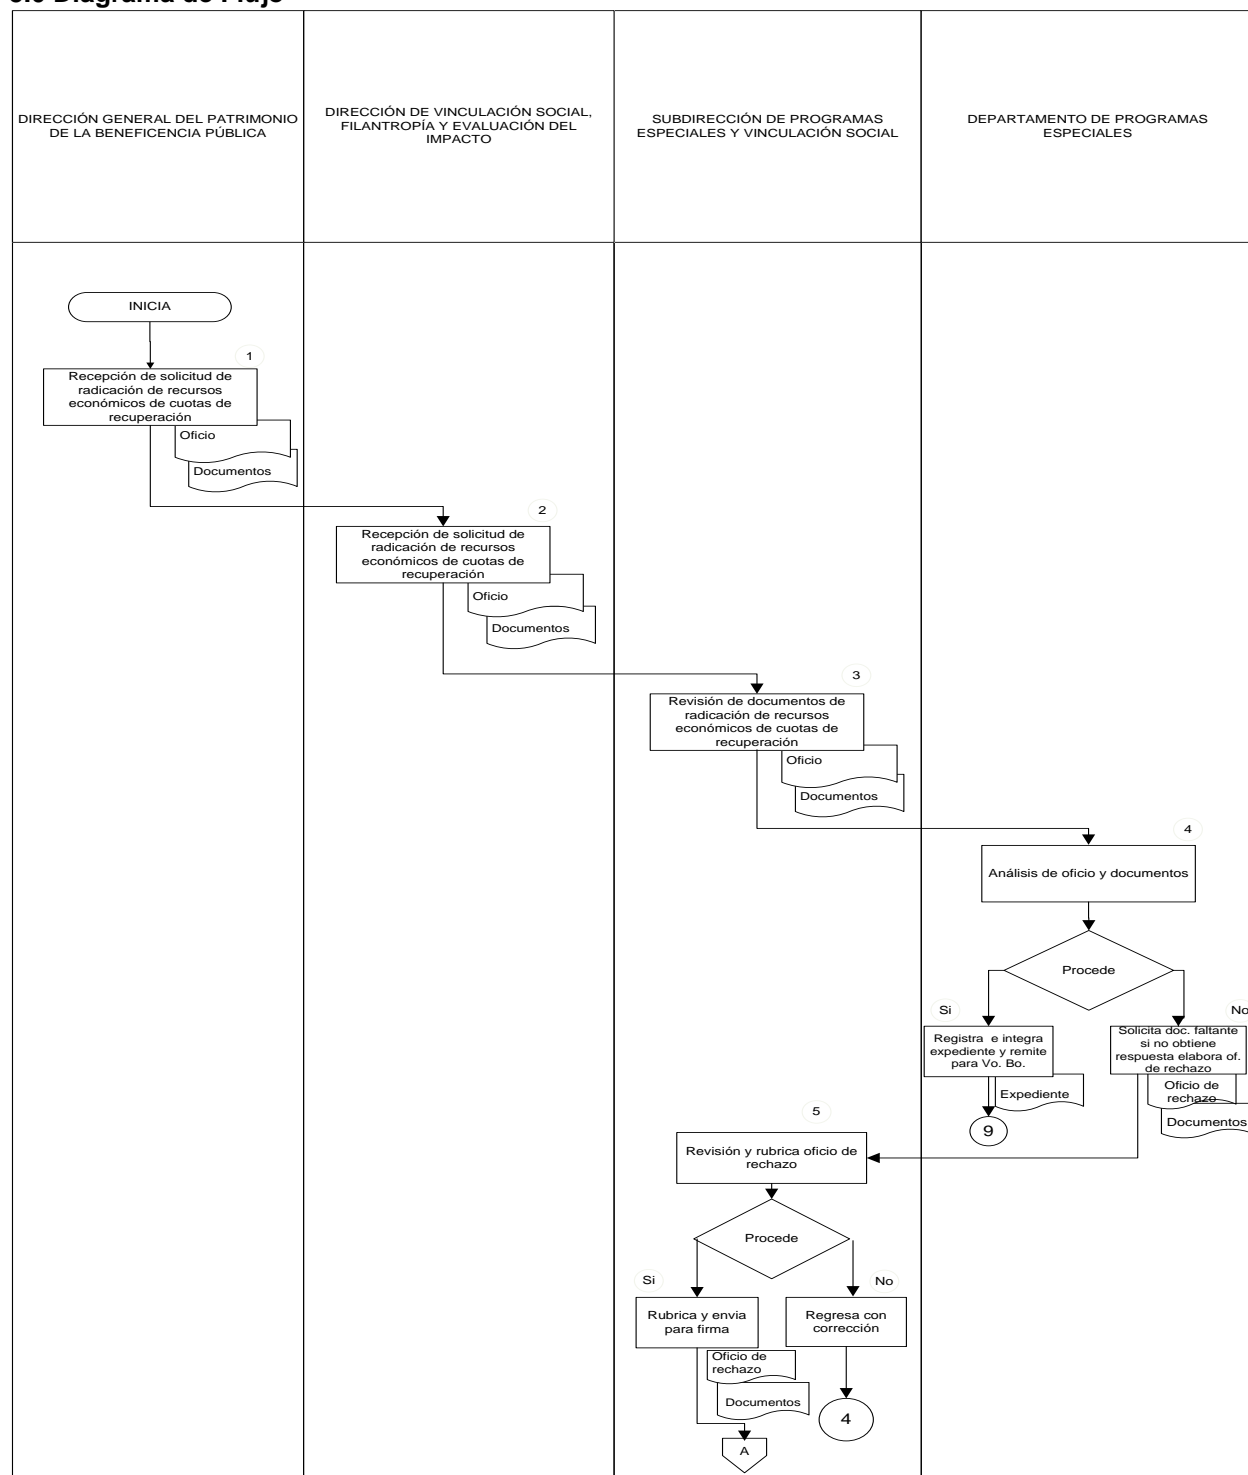 5.0 Diagrama de Flujo
DIRECCIÓN GENERAL DEL PATRIMONIO
DE LA BENEFICENCIA PÚBLICA
DIRECCIÓN DE VINCULACIÓN SOCIAL,
FILANTROPÍA Y EVALUACIÓN DEL
IMPACTO
SUBDIRECCIÓN DE PROGRAMAS
ESPECIALES Y VINCULACIÓN SOCIAL
DEPARTAMENTO DE PROGRAMAS
ESPECIALES
INICIA
1
Recepción de solicitud de
radicación de recursos
económicos de cuotas de
recuperación
Oficio
Documentos
2
Recepción de solicitud de
radicación de recursos
económicos de cuotas de
recuperación
Oficio
Documentos
3
Revisión de documentos de
radicación de recursos
económicos de cuotas de
recuperación
Oficio
Documentos
4
Análisis de oficio y documentos
Procede
Si
No
Registra e integra
expediente y remite
para Vo. Bo.
Expediente
9
Solicita doc. faltante
si no obtiene
respuesta elabora of.
de rechazo
Oficio de
rechazo
Documentos
5
Revisión y rubrica oficio de
rechazo
Procede
Si
No
Rubrica y envia
para firma
Oficio de
rechazo
Documentos
A
Regresa con
corrección
4